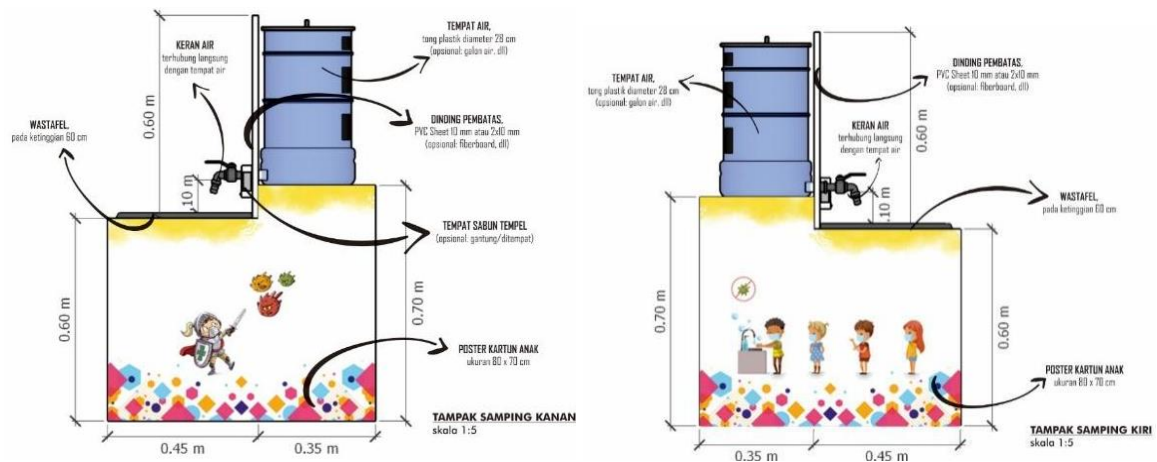 TEMPAT AIR,
tong plastik diameter 28 cm
(opsional: galon air, dll)
KERAN AIR
terhubung langsung
dengan tempat air
0.60 m
WASTAFEL,
pada ketinggian 60 cm
DINDING PEMBATAS,
PVC Sheet 10 mm atau 2x10 mm
(opsional: fiberboard, dll)
.10 m
TEMPAT SABUN TEMPEL
(opsional: gantung/ditempat)
0.60 m
0.70 m
POSTER KARTUN ANAK
ukuran 80 x 70 cm
TAMPAK SAMPING KANAN
skala 1:5
0.45 m
0.35 m
TEMPAT AIR,
tong plastik diameter 28 cm
(opsional: galon air, dll)
DINDING PEMBATAS,
PVC Sheet 10 mm atau 2x10 mm
(opsional: fiberboard, dll)
0.60 m
KERAN AIR
terhubung langsung
dengan tempat air
.10 m
WASTAFEL,
pada ketinggian 60 cm
0.70 m
0.60 m
POSTER KARTUN ANAK
ukuran 80 x 70 cm
TAMPAK SAMPING KIRI
skala 1:5
0.35 m
0.45 m